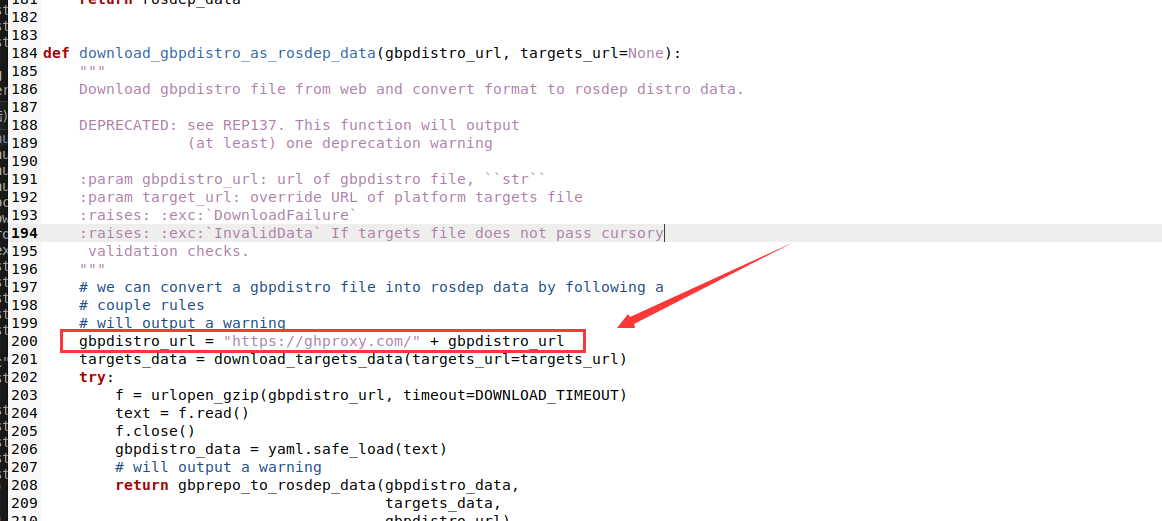 181     return rosdep_data
182
183
184 def download_gbpdistro_as_rosdep_data(gbpdistro_url, targets_url=None):
185     """
186     Download gbpdistro file from web and convert format to rosdep distro data.
187
188     DEPRECATED: see REP137. This function will output
189                 (at least) one deprecation warning
190
191     :param gbpdistro_url: url of gbpdistro file, ``str``
192     :param target_url: override URL of platform targets file
193     :raises: :exc:`DownloadFailure`
194     :raises: :exc:`InvalidData` If targets file does not pass cursory
195      validation checks.
196     """
197     # we can convert a gbpdistro file into rosdep data by following a
198     # couple rules
199     # will output a warning
200     gbpdistro_url = "https://ghproxy.com/" + gbpdistro_url
201     targets_data = download_targets_data(targets_url=targets_url)
202     try:
203         f = urlopen_gzip(gbpdistro_url, timeout=DOWNLOAD_TIMEOUT)
204         text = f.read()
205         f.close()
206         gbpdistro_data = yaml.safe_load(text)
207         # will output a warning
208         return gbprepo_to_rosdep_data(gbpdistro_data,
209                                       targets_data,
210                                       gbpdistro_url)